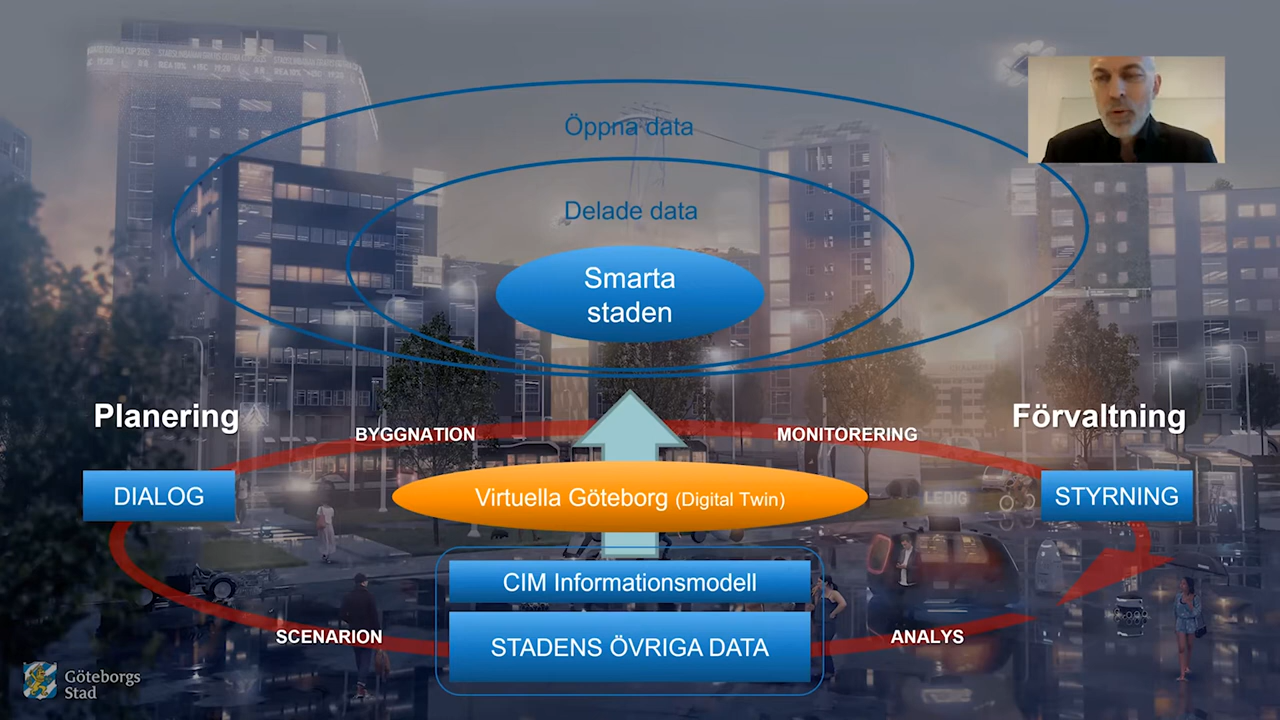 Öppna data
Delade data
Smarta
staden
Planering
Förvaltning
BYGGNATION
MONITORERING
DIALOG
Virtuella Göteborg (Digital Twin)
LEDIG
STYRNING
CIM Informationsmodell
SCENARION
STADENS ÖVRIGA DATA
ANALYS
Göteborgs
Stad